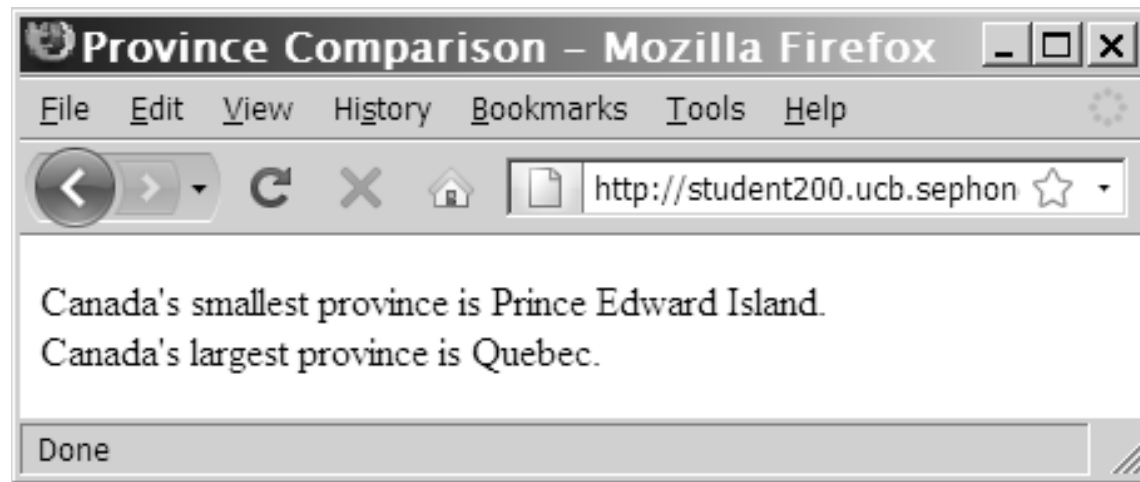 Province Comparison – Mozilla Firefox
File Edit View History Bookmarks Tools Help
http://student200.ucb.sephon
Canada's smallest province is Prince Edward Island.
Canada's largest province is Quebec.
Done